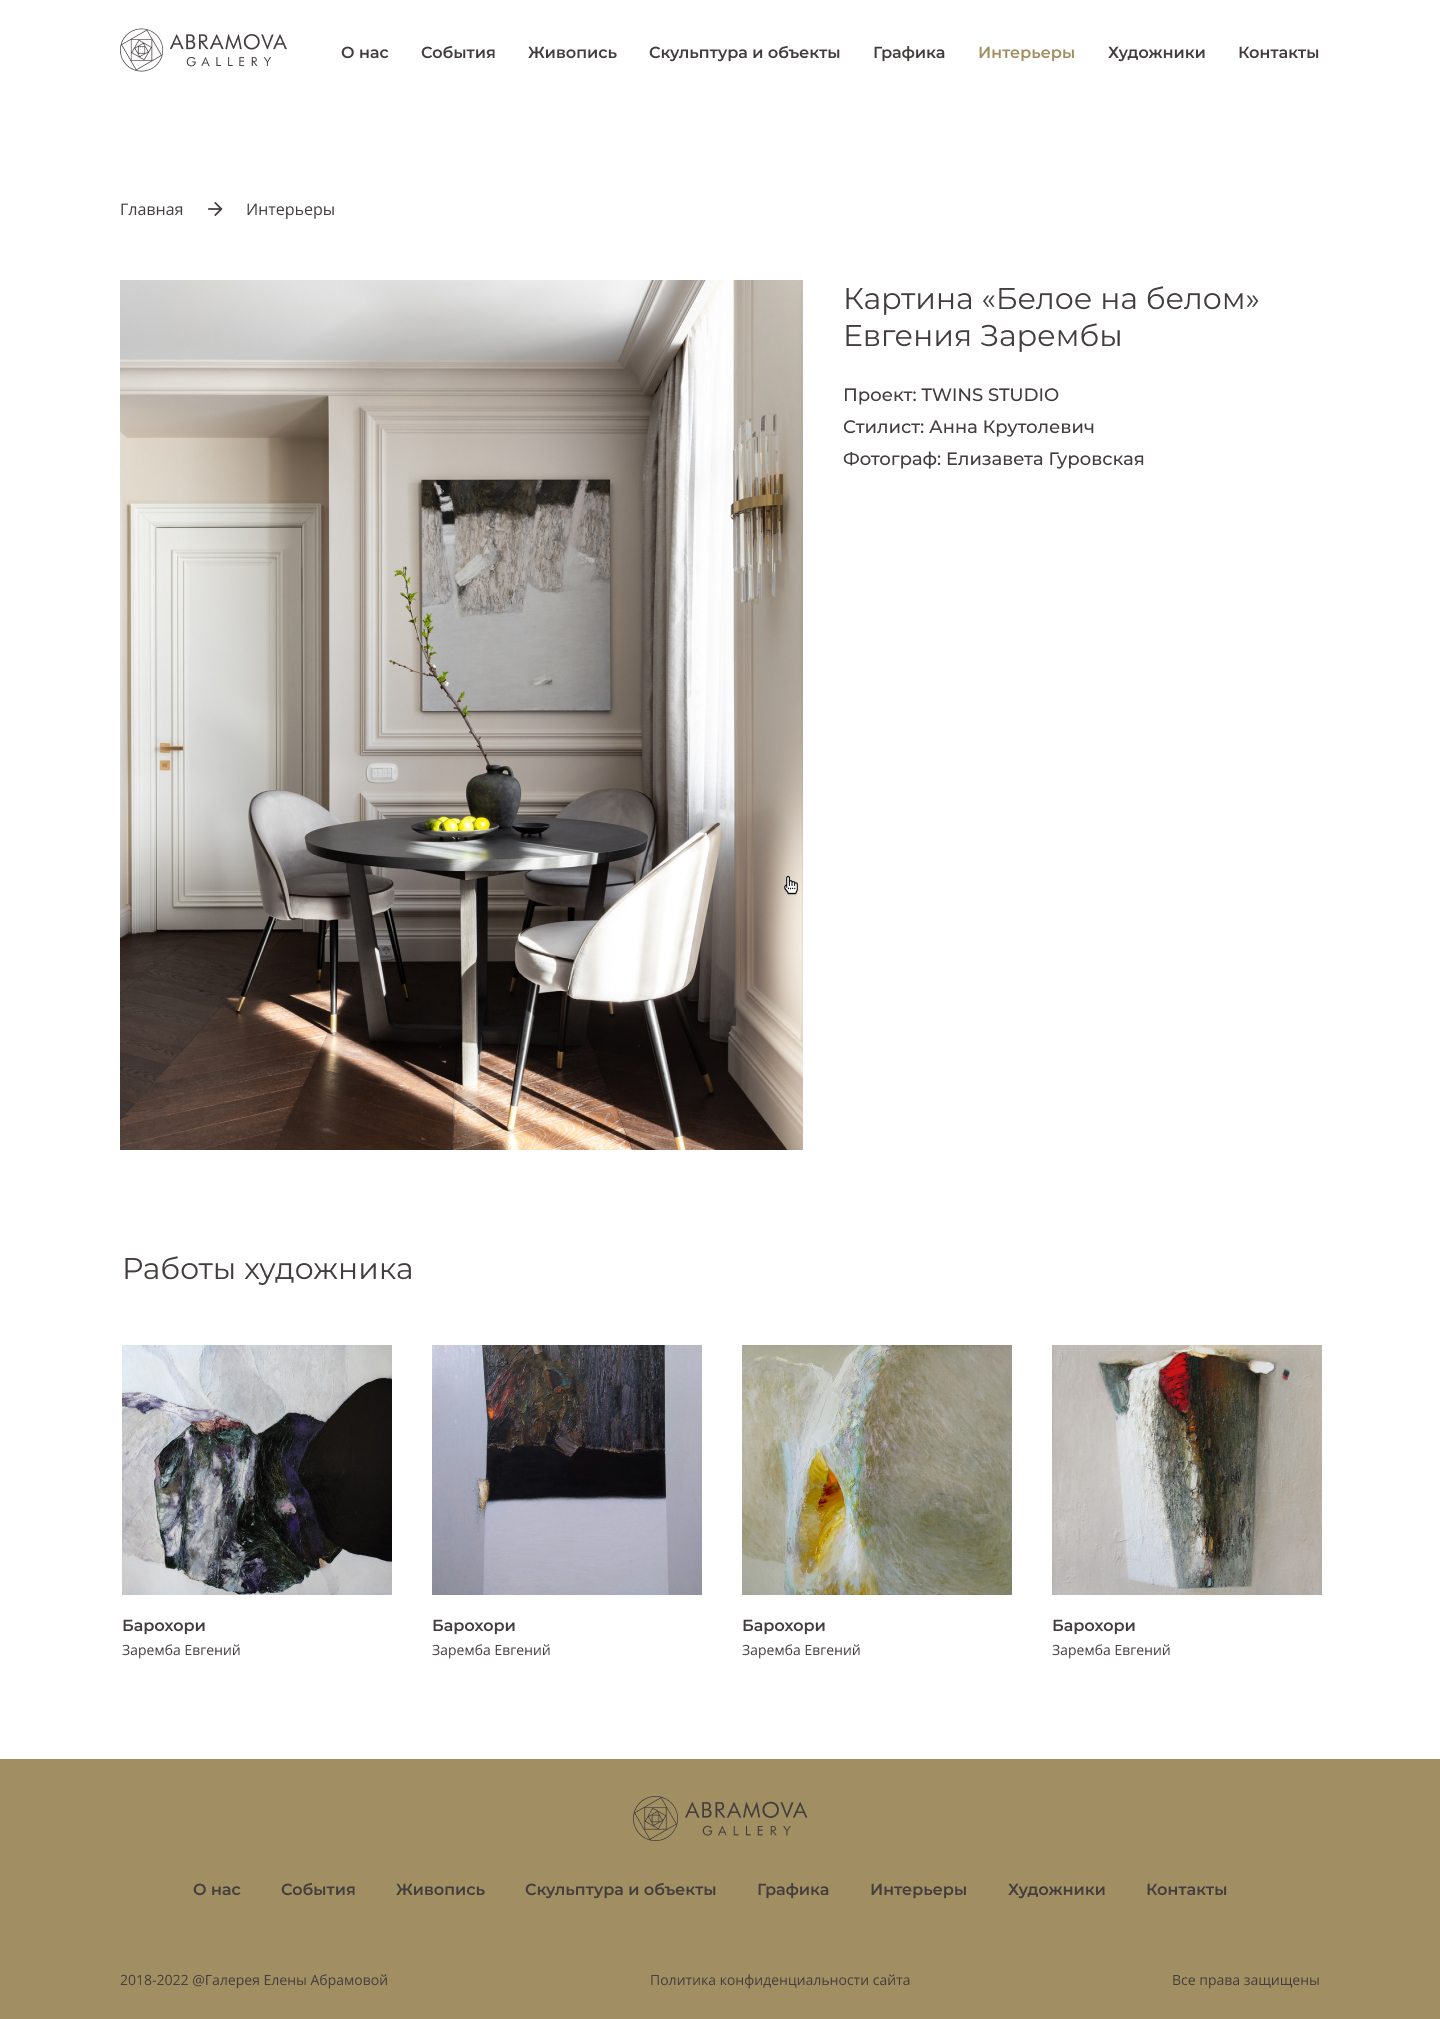 ABRAMOVA
GALLERY
О нас
События
Живопись
Скульптура и объекты
Графика
Интерьеры
Художники
Контакты
Главная → Интерьеры
Картина «Белое на белом»
Евгения Зарембы
Проект: TWINS STUDIO
Стилист: Анна Крутолевич
Фотограф: Елизавета Гуровская
Работы художника
Барохори
Заремба Евгений
Барохори
Заремба Евгений
Барохори
Заремба Евгений
Барохори
Заремба Евгений
ABRAMOVA
GALLERY
О нас
События
Живопись
Скульптура и объекты
Графика
Интерьеры
Художники
Контакты
2018-2022 @Галерея Елены Абрамовой
Политика конфиденциальности сайта
Все права защищены